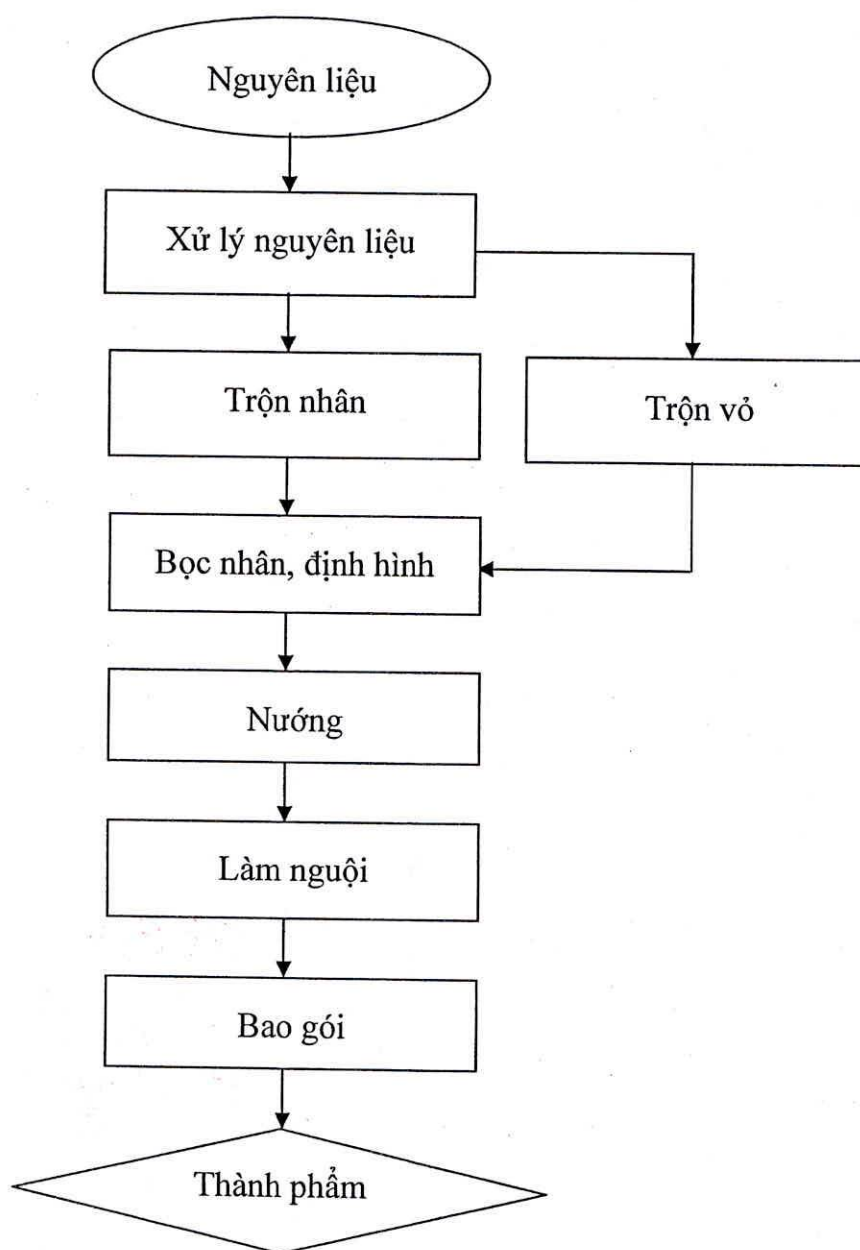 Nguyên liệu
Xử lý nguyên liệu
Trộn nhân
Trộn vỏ
Bọc nhân, định hình
Nướng
Làm nguội
Bao gói
Thành phẩm